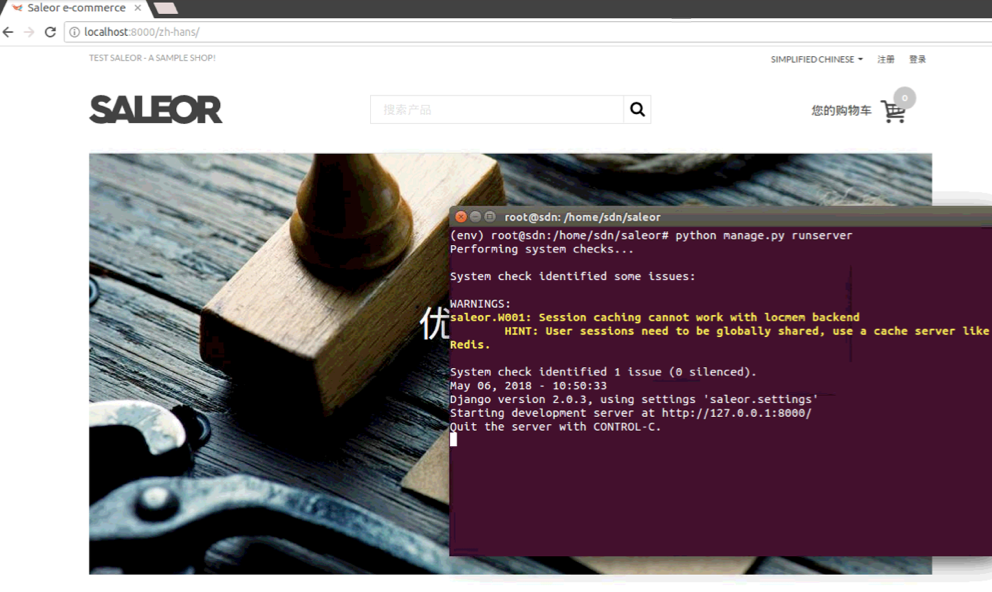 Saleor e-commerce
localhost:8000/zh-hans/
TEST SALEOR - A SAMPLE SHOP!
SIMPLIFIED CHINESE 注册 登录
SALEOR
搜索产品
您的购物车 0
优
root@sdn: /home/sdn/saleor
(env) root@sdn:/home/sdn/saleor# python manage.py runserver
Performing system checks...
System check identified some issues:
WARNINGS:
saleor.W001: Session caching cannot work with locmem backend
HINT: User sessions need to be globally shared, use a cache server like
Redis.
System check identified 1 issue (0 silenced).
May 06, 2018 - 10:50:33
Django version 2.0.3, using settings 'saleor.settings'
Starting development server at http://127.0.0.1:8000/
Quit the server with CONTROL-C.